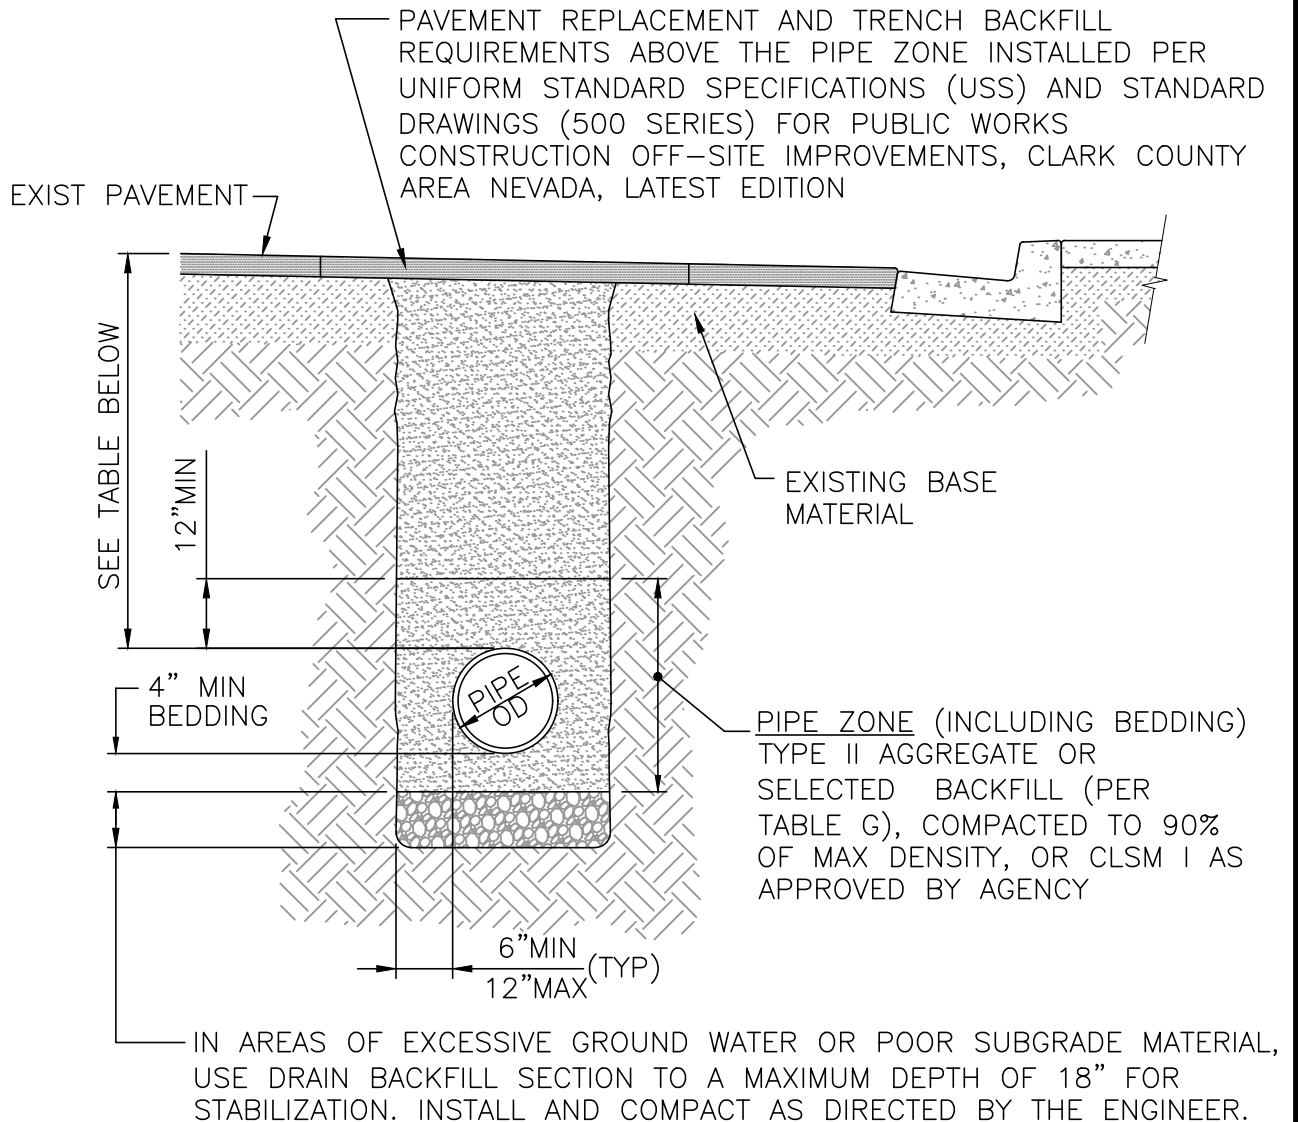 PAVEMENT REPLACEMENT AND TRENCH BACKFILL
REQUIREMENTS ABOVE THE PIPE ZONE INSTALLED PER
UNIFORM STANDARD SPECIFICATIONS (USS) AND STANDARD
DRAWINGS (500 SERIES) FOR PUBLIC WORKS
CONSTRUCTION OFF-SITE IMPROVEMENTS, CLARK COUNTY
AREA NEVADA, LATEST EDITION
EXIST PAVEMENT
SEE TABLE BELOW
12"MIN
EXISTING BASE
MATERIAL
4" MIN
BEDDING
PIPE
OD
PIPE ZONE (INCLUDING BEDDING)
TYPE II AGGREGATE OR
SELECTED BACKFILL (PER
TABLE G), COMPACTED TO 90%
OF MAX DENSITY, OR CLSM I AS
APPROVED BY AGENCY
6"MIN
12"MAX
(TYP)
IN AREAS OF EXCESSIVE GROUND WATER OR POOR SUBGRADE MATERIAL,
USE DRAIN BACKFILL SECTION TO A MAXIMUM DEPTH OF 18" FOR
STABILIZATION. INSTALL AND COMPACT AS DIRECTED BY THE ENGINEER.